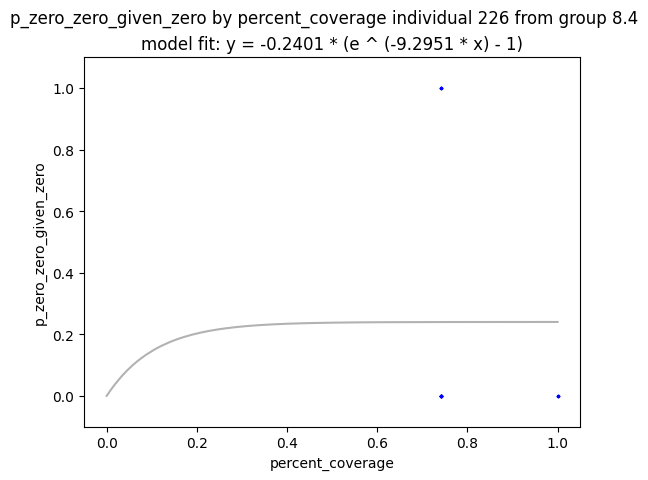 p_zero_zero_given_zero by percent_coverage individual 226 from group 8.4
model fit: y = -0.2401 * (e ^ (-9.2951 * x) - 1)
1.0
0.8
0.6
0.4
0.2
0.0
p_zero_zero_given_zero
0.0 0.2 0.4 0.6 0.8 1.0
percent_coverage